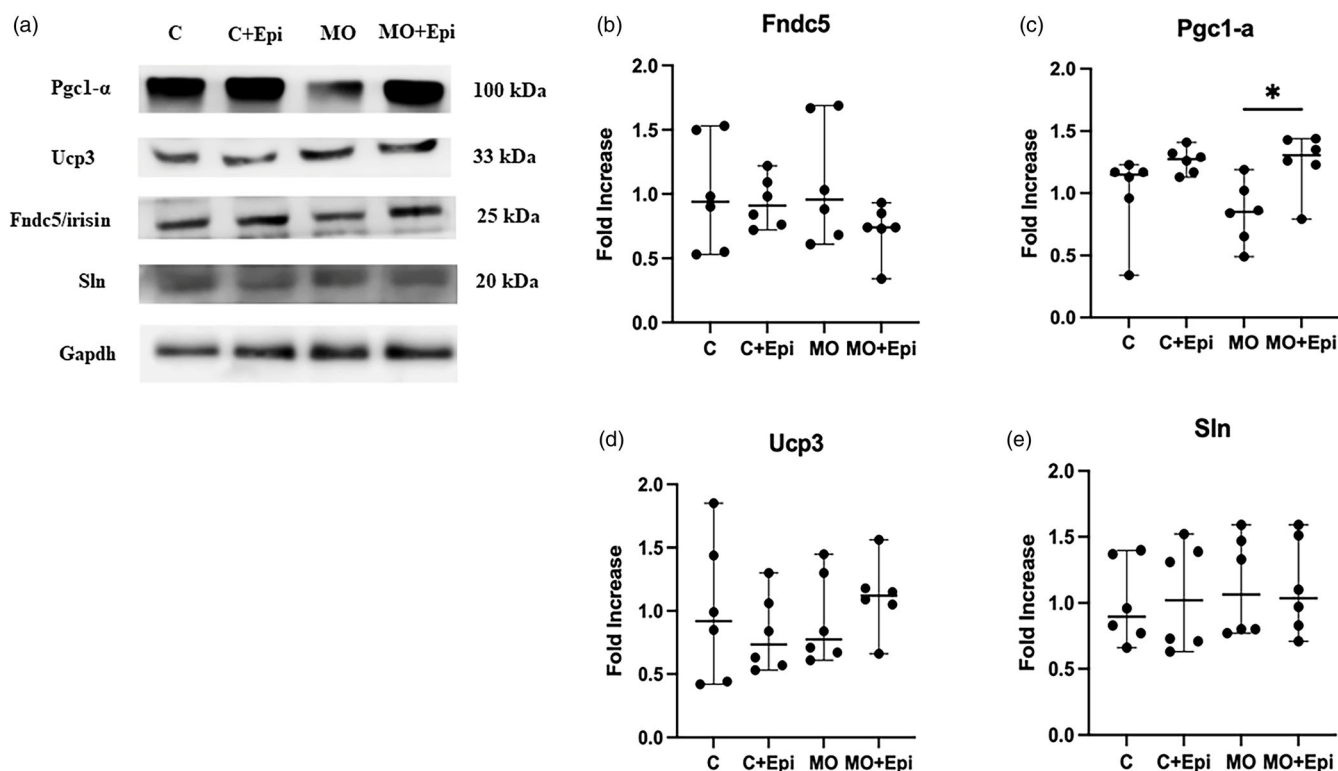 (a)
C C+Epi MO MO+Epi
Pgc1-α 100 kDa
Ucp3 33 kDa
Fndc5/irisin 25 kDa
Sln 20 kDa
Gapdh
(b)
Fndc5
Fold Increase
2.0
1.5
1.0
0.5
0.0
C C+Epi MO MO+Epi
(c)
Pgc1-a
Fold Increase
2.0
1.5
1.0
0.5
0.0
*
C C+Epi MO MO+Epi
(d)
Ucp3
Fold Increase
2.0
1.5
1.0
0.5
0.0
C C+Epi MO MO+Epi
(e)
Sln
Fold Increase
2.0
1.5
1.0
0.5
0.0
C C+Epi MO MO+Epi